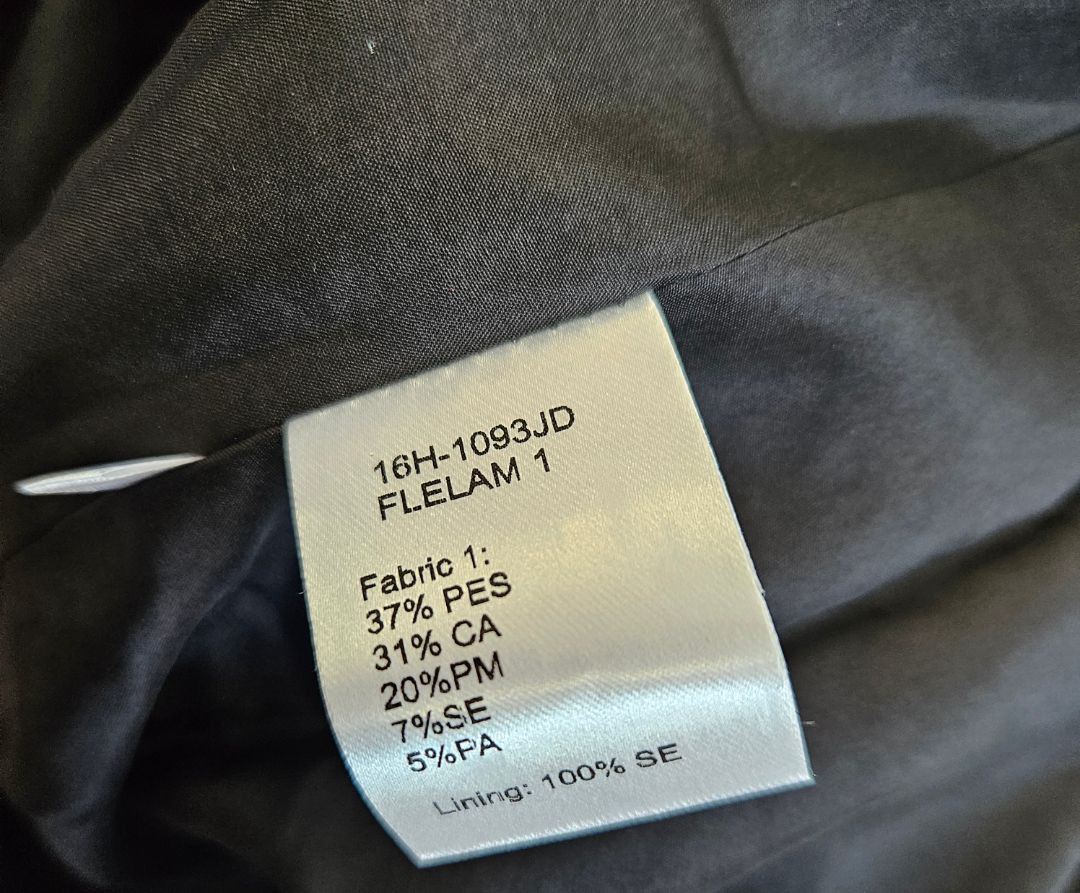 16H-1093JD
FLELAM 1
Fabric 1:
37% PES
31% CA
20%PM
7%SE
5%PA
Lining: 100% SE